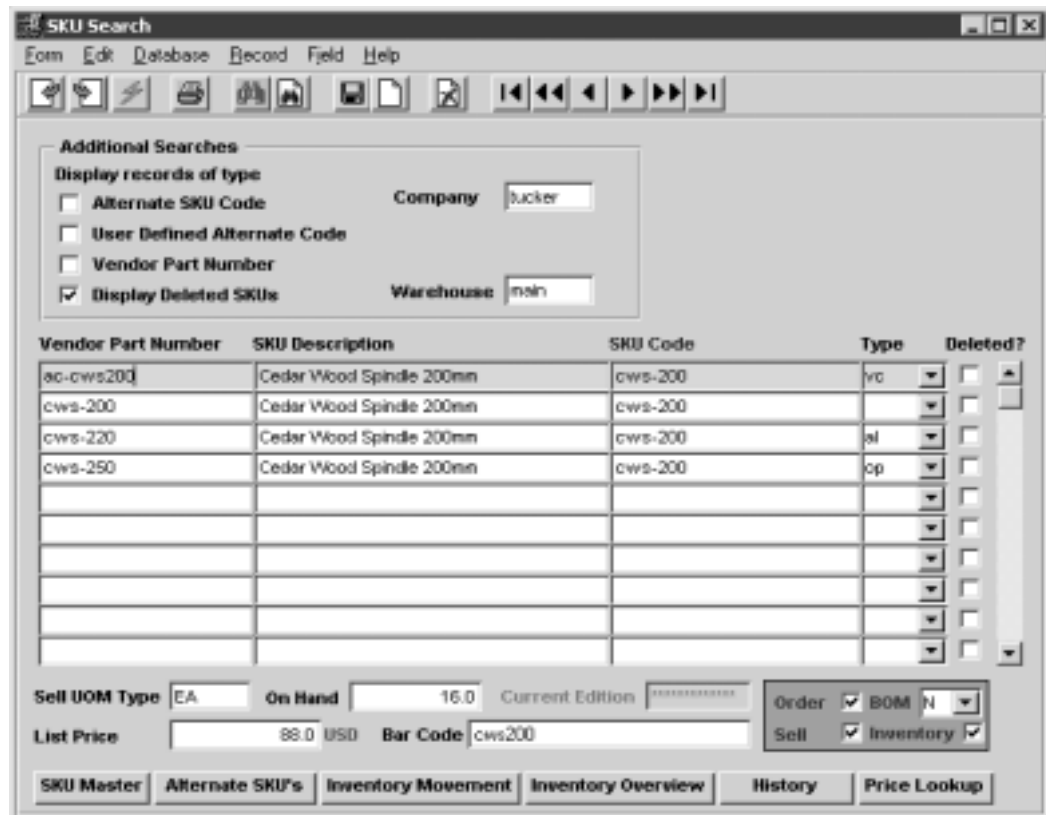 SKU Search
Form Edit Database Record Field Help
Additional Searches
Display records of type
Alternate SKU Code Company tucker
User Defined Alternate Code
Vendor Part Number
Display Deleted SKUs Warehouse main
Vendor Part Number SKU Description SKU Code Type Deleted?
ac-cws200 Cedar Wood Spindle 200mm cws-200 vc
cws-200 Cedar Wood Spindle 200mm cws-200
cws-220 Cedar Wood Spindle 200mm cws-200 al
cws-250 Cedar Wood Spindle 200mm cws-200 op
Sell UOM Type EA On Hand 16.0 Current Edition ************* Order BOM N
List Price 88.0 USD Bar Code cws200 Sell Inventory
SKU Master Alternate SKU's Inventory Movement Inventory Overview History Price Lookup